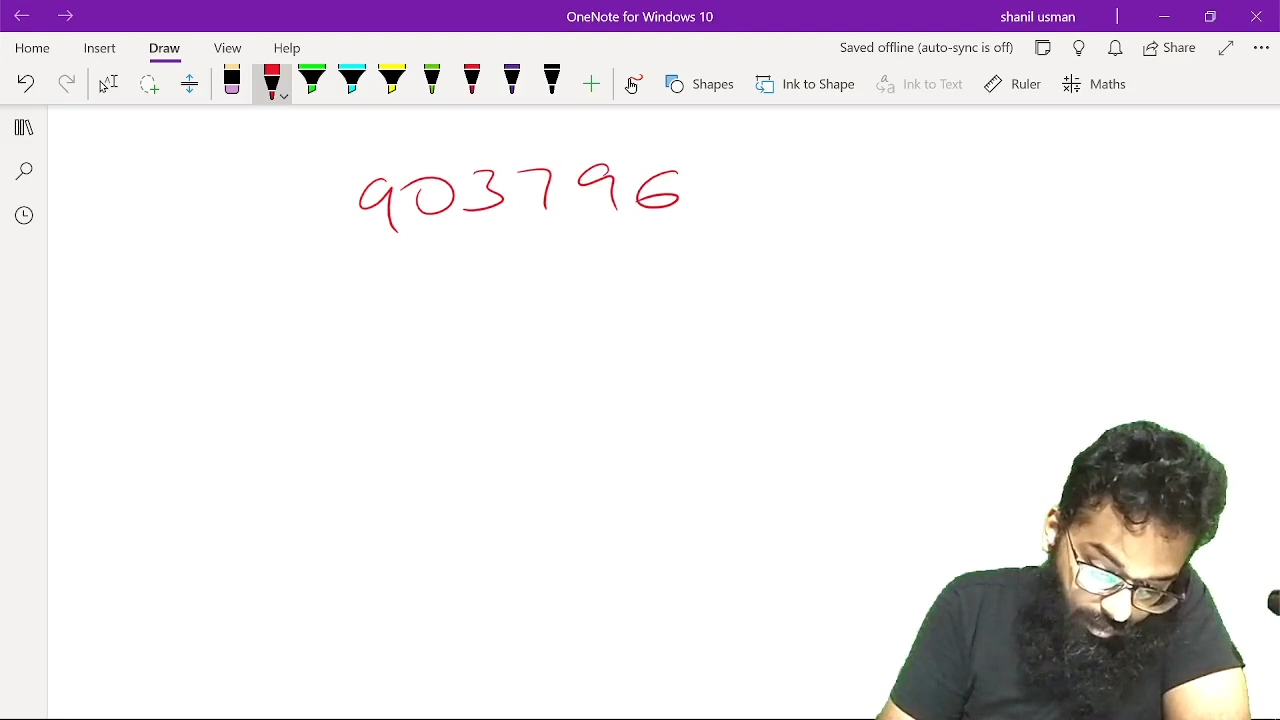 OneNote for Windows 10
shanil usman
Home Insert Draw View Help
Saved offline (auto-sync is off)
Share
Shapes
Ink to Shape
Ink to Text
Ruler
Maths
903796